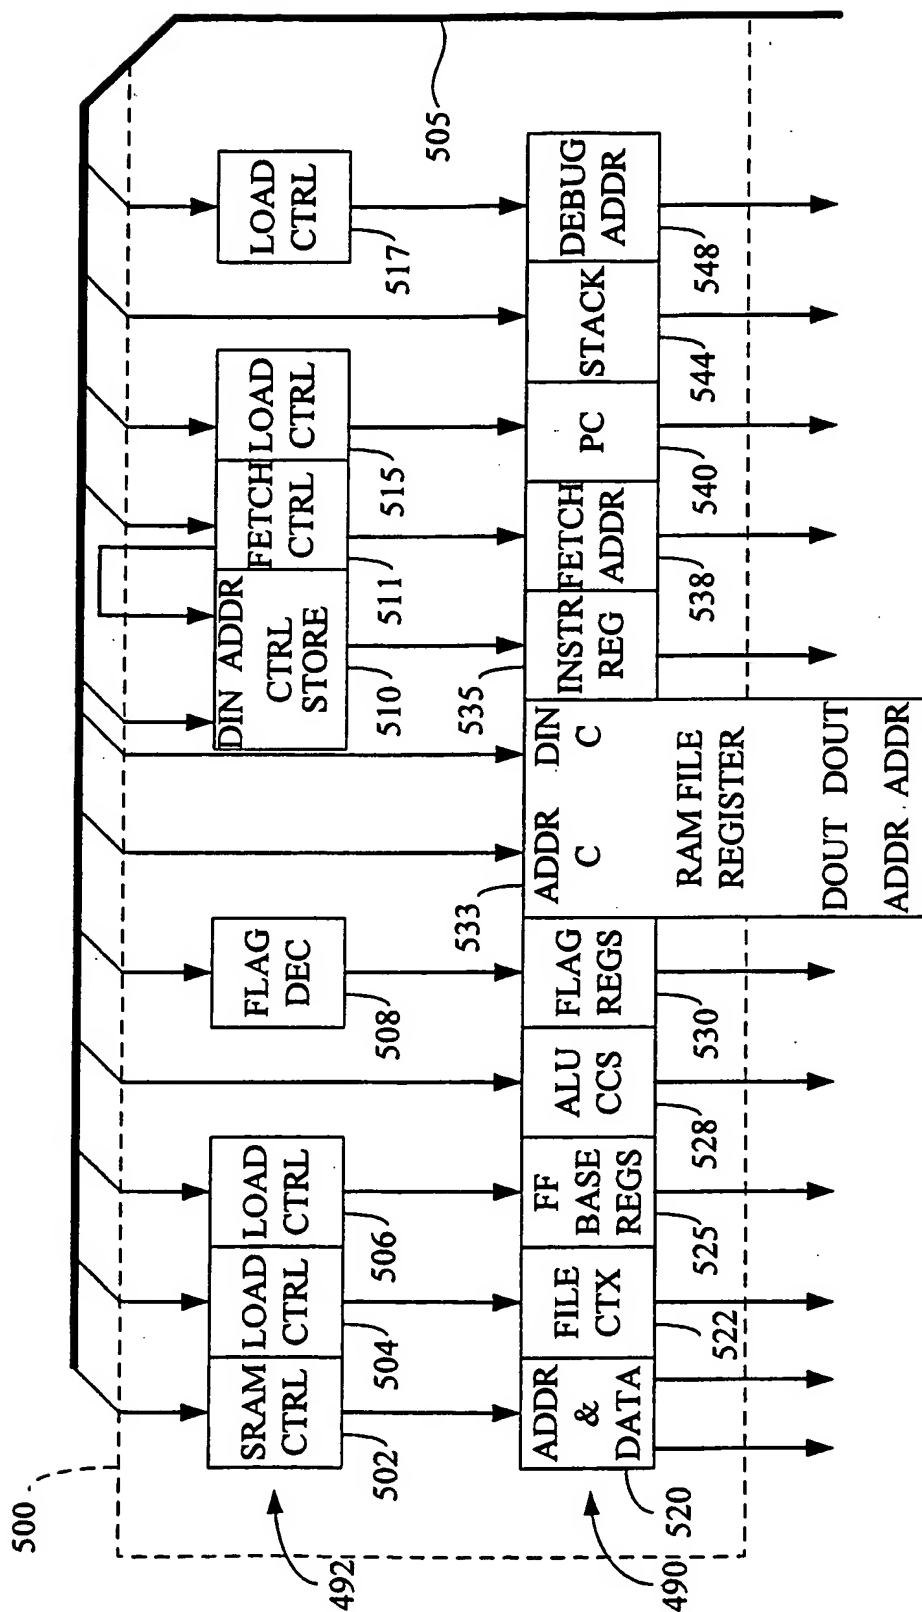 500
492
SRAM
CTRL
502
LOAD
CTRL
504
LOAD
CTRL
506
FLAG
DEC
508
DIN ADDR
CTRL
STORE
510
FETCH
CTRL
511
LOAD
CTRL
515
LOAD
CTRL
517
505
490
ADDR
&
DATA
520
FILE
CTX
522
FF
BASE
REGS
525
ALU
CCS
528
FLAG
REGS
530
533
ADDR DIN
C C
RAM FILE
REGISTER
DOUT DOUT
ADDR ADDR
535
INSTR
REG
FETCH
ADDR
538
PC
540
STACK
544
DEBUG
ADDR
548